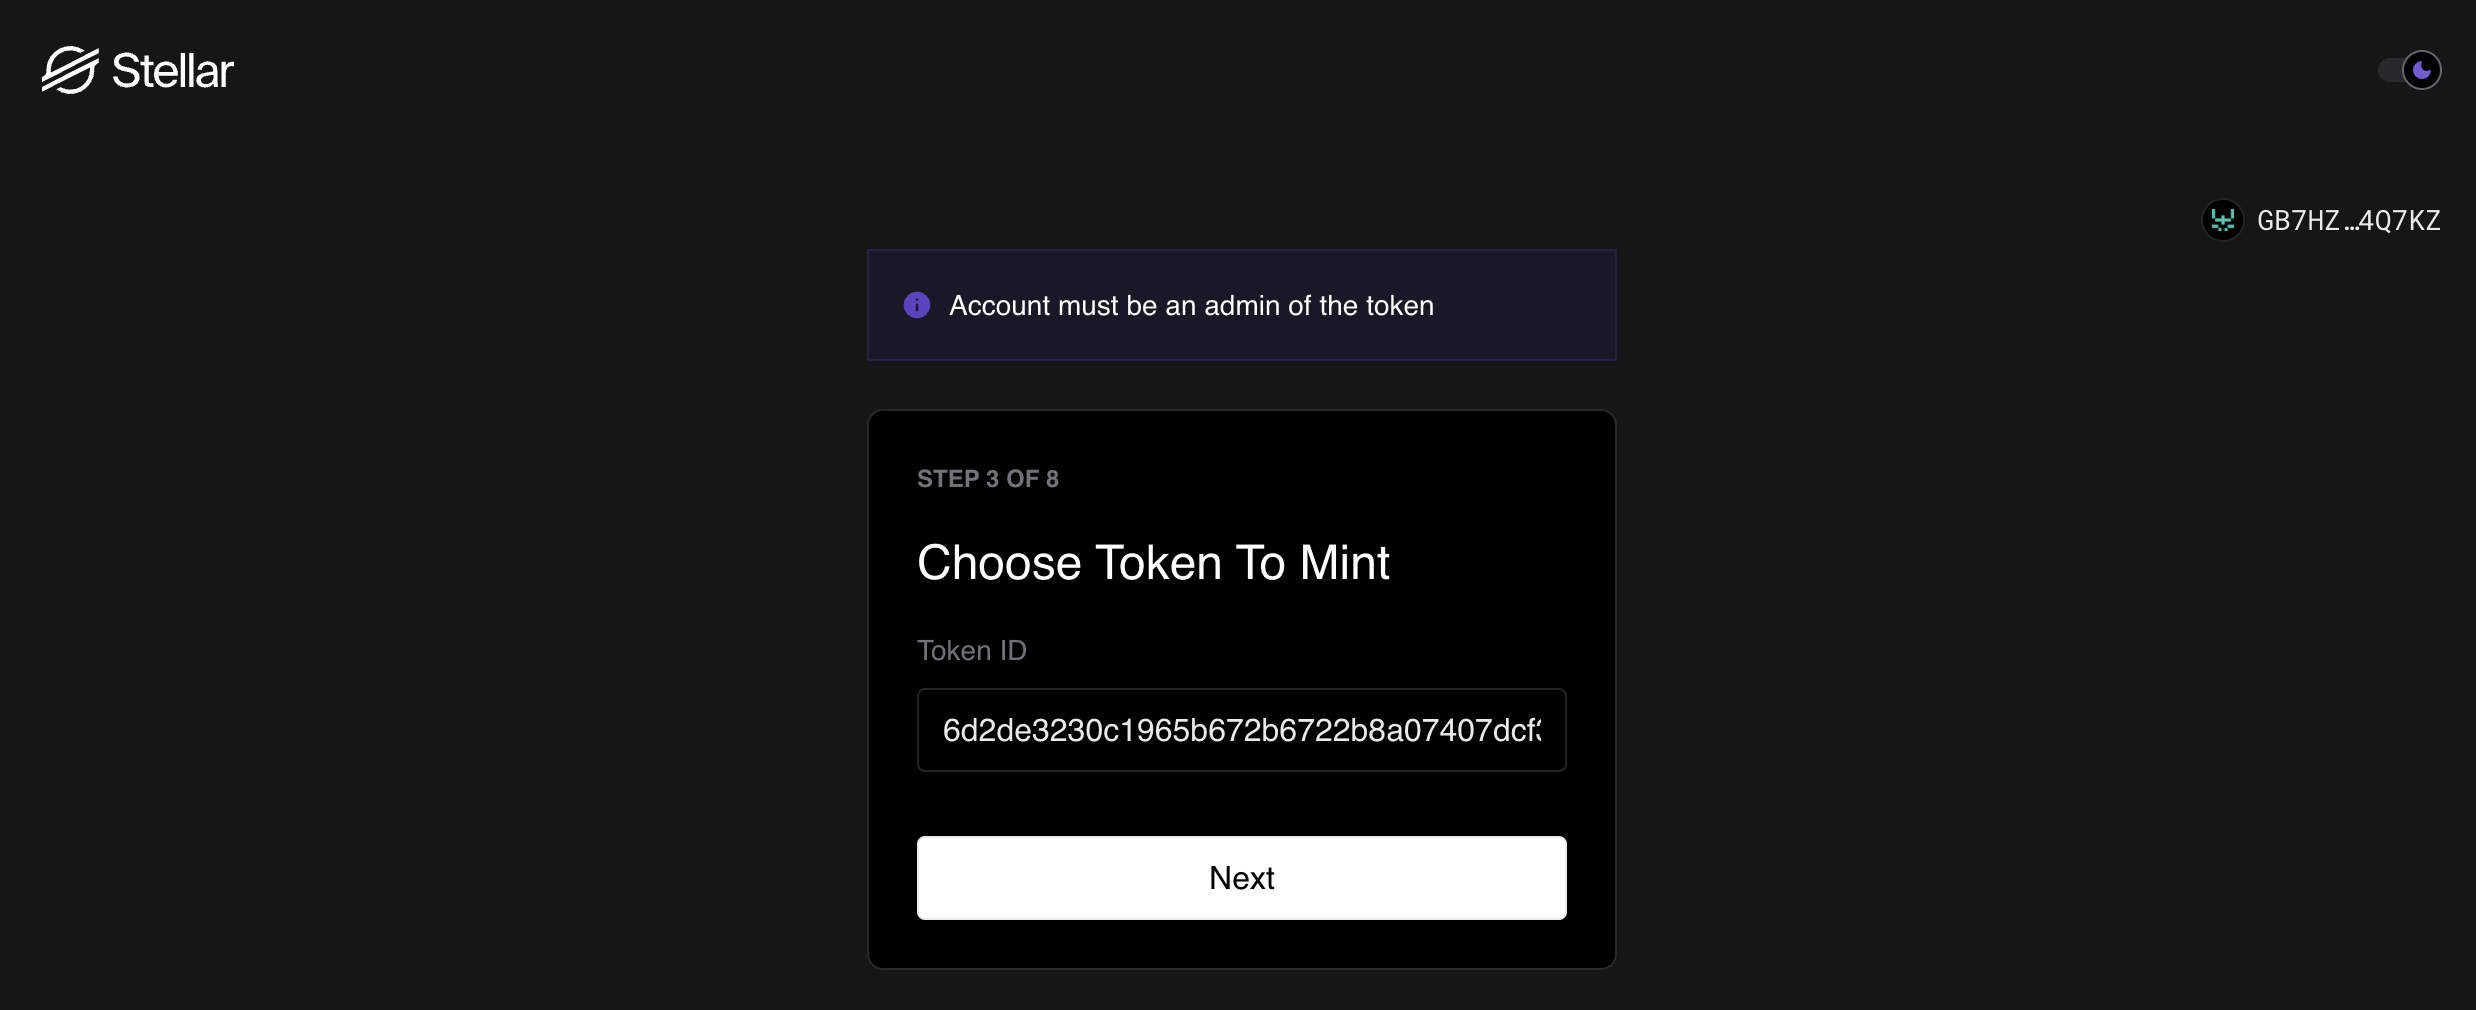 Stellar
GB7HZ…4Q7KZ
Account must be an admin of the token
STEP 3 OF 8
Choose Token To Mint
Token ID
6d2de3230c1965b672b6722b8a07407dcf
Next